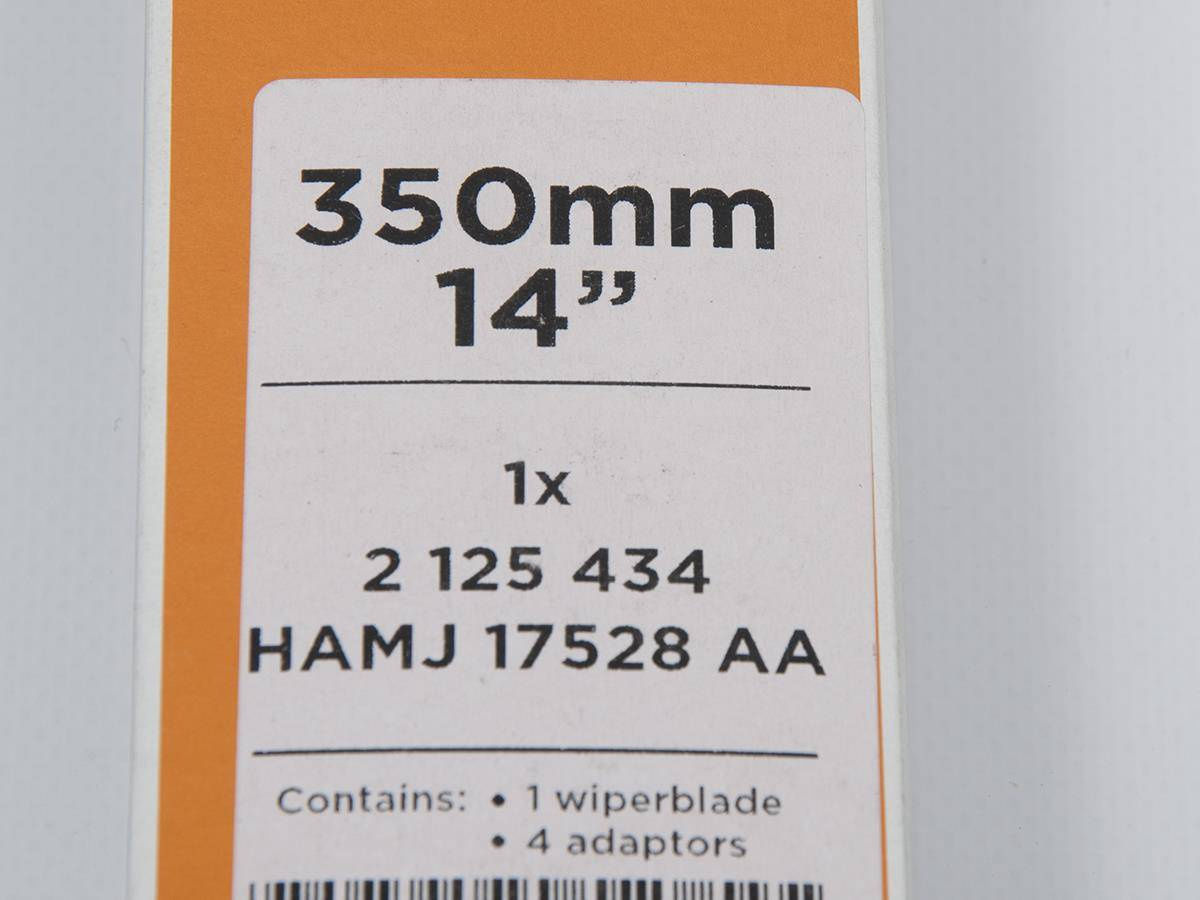 350mm
14”
1x
2 125 434
HAMJ 17528 AA
Contains: • 1 wiperblade
• 4 adaptors